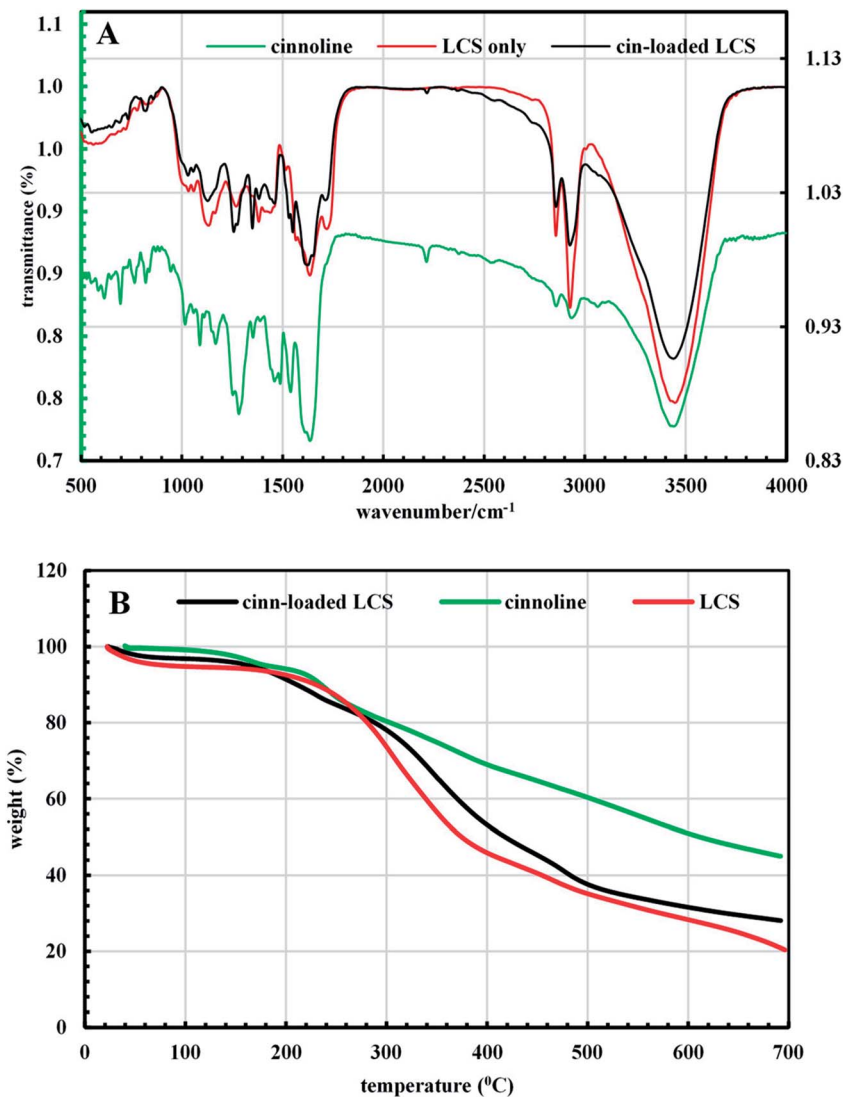 A
cinnoline LCS only cin-loaded LCS
1.1
1.0
1.0
0.9
0.9
0.8
0.8
0.7
transmittance (%)
1.13
1.03
0.93
0.83
500 1000 1500 2000 2500 3000 3500 4000
wavenumber/cm-1
B
cinn-loaded LCS cinnoline LCS
120
100
80
60
40
20
0
weight (%)
0 100 200 300 400 500 600 700
temperature (⁰C)